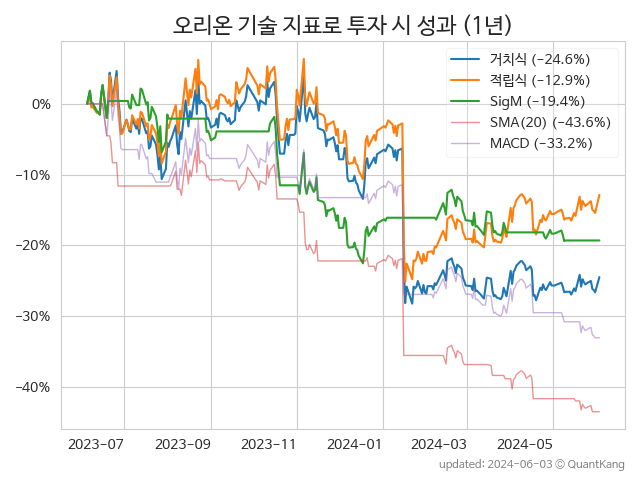 오리온 기술 지표로 투자 시 성과 (1년)
거치식 (−24.6%)
적립식 (−12.9%)
SigM (−19.4%)
SMA(20) (−43.6%)
MACD (−33.2%)
0%
−10%
−20%
−30%
−40%
2023-07
2023-09
2023-11
2024-01
2024-03
2024-05
updated: 2024-06-03 © QuantKang